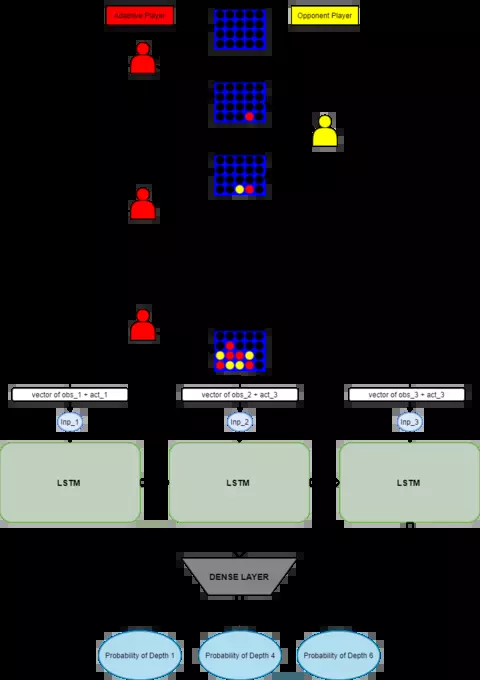 Adaptive Player
Opponent Player
vector of obs_1 + act_1
vector of obs_2 + act_3
vector of obs_3 + act_3
Inp_1
Inp_2
Inp_3
LSTM
LSTM
LSTM
DENSE LAYER
Probability of Depth 1
Probability of Depth 4
Probability of Depth 6